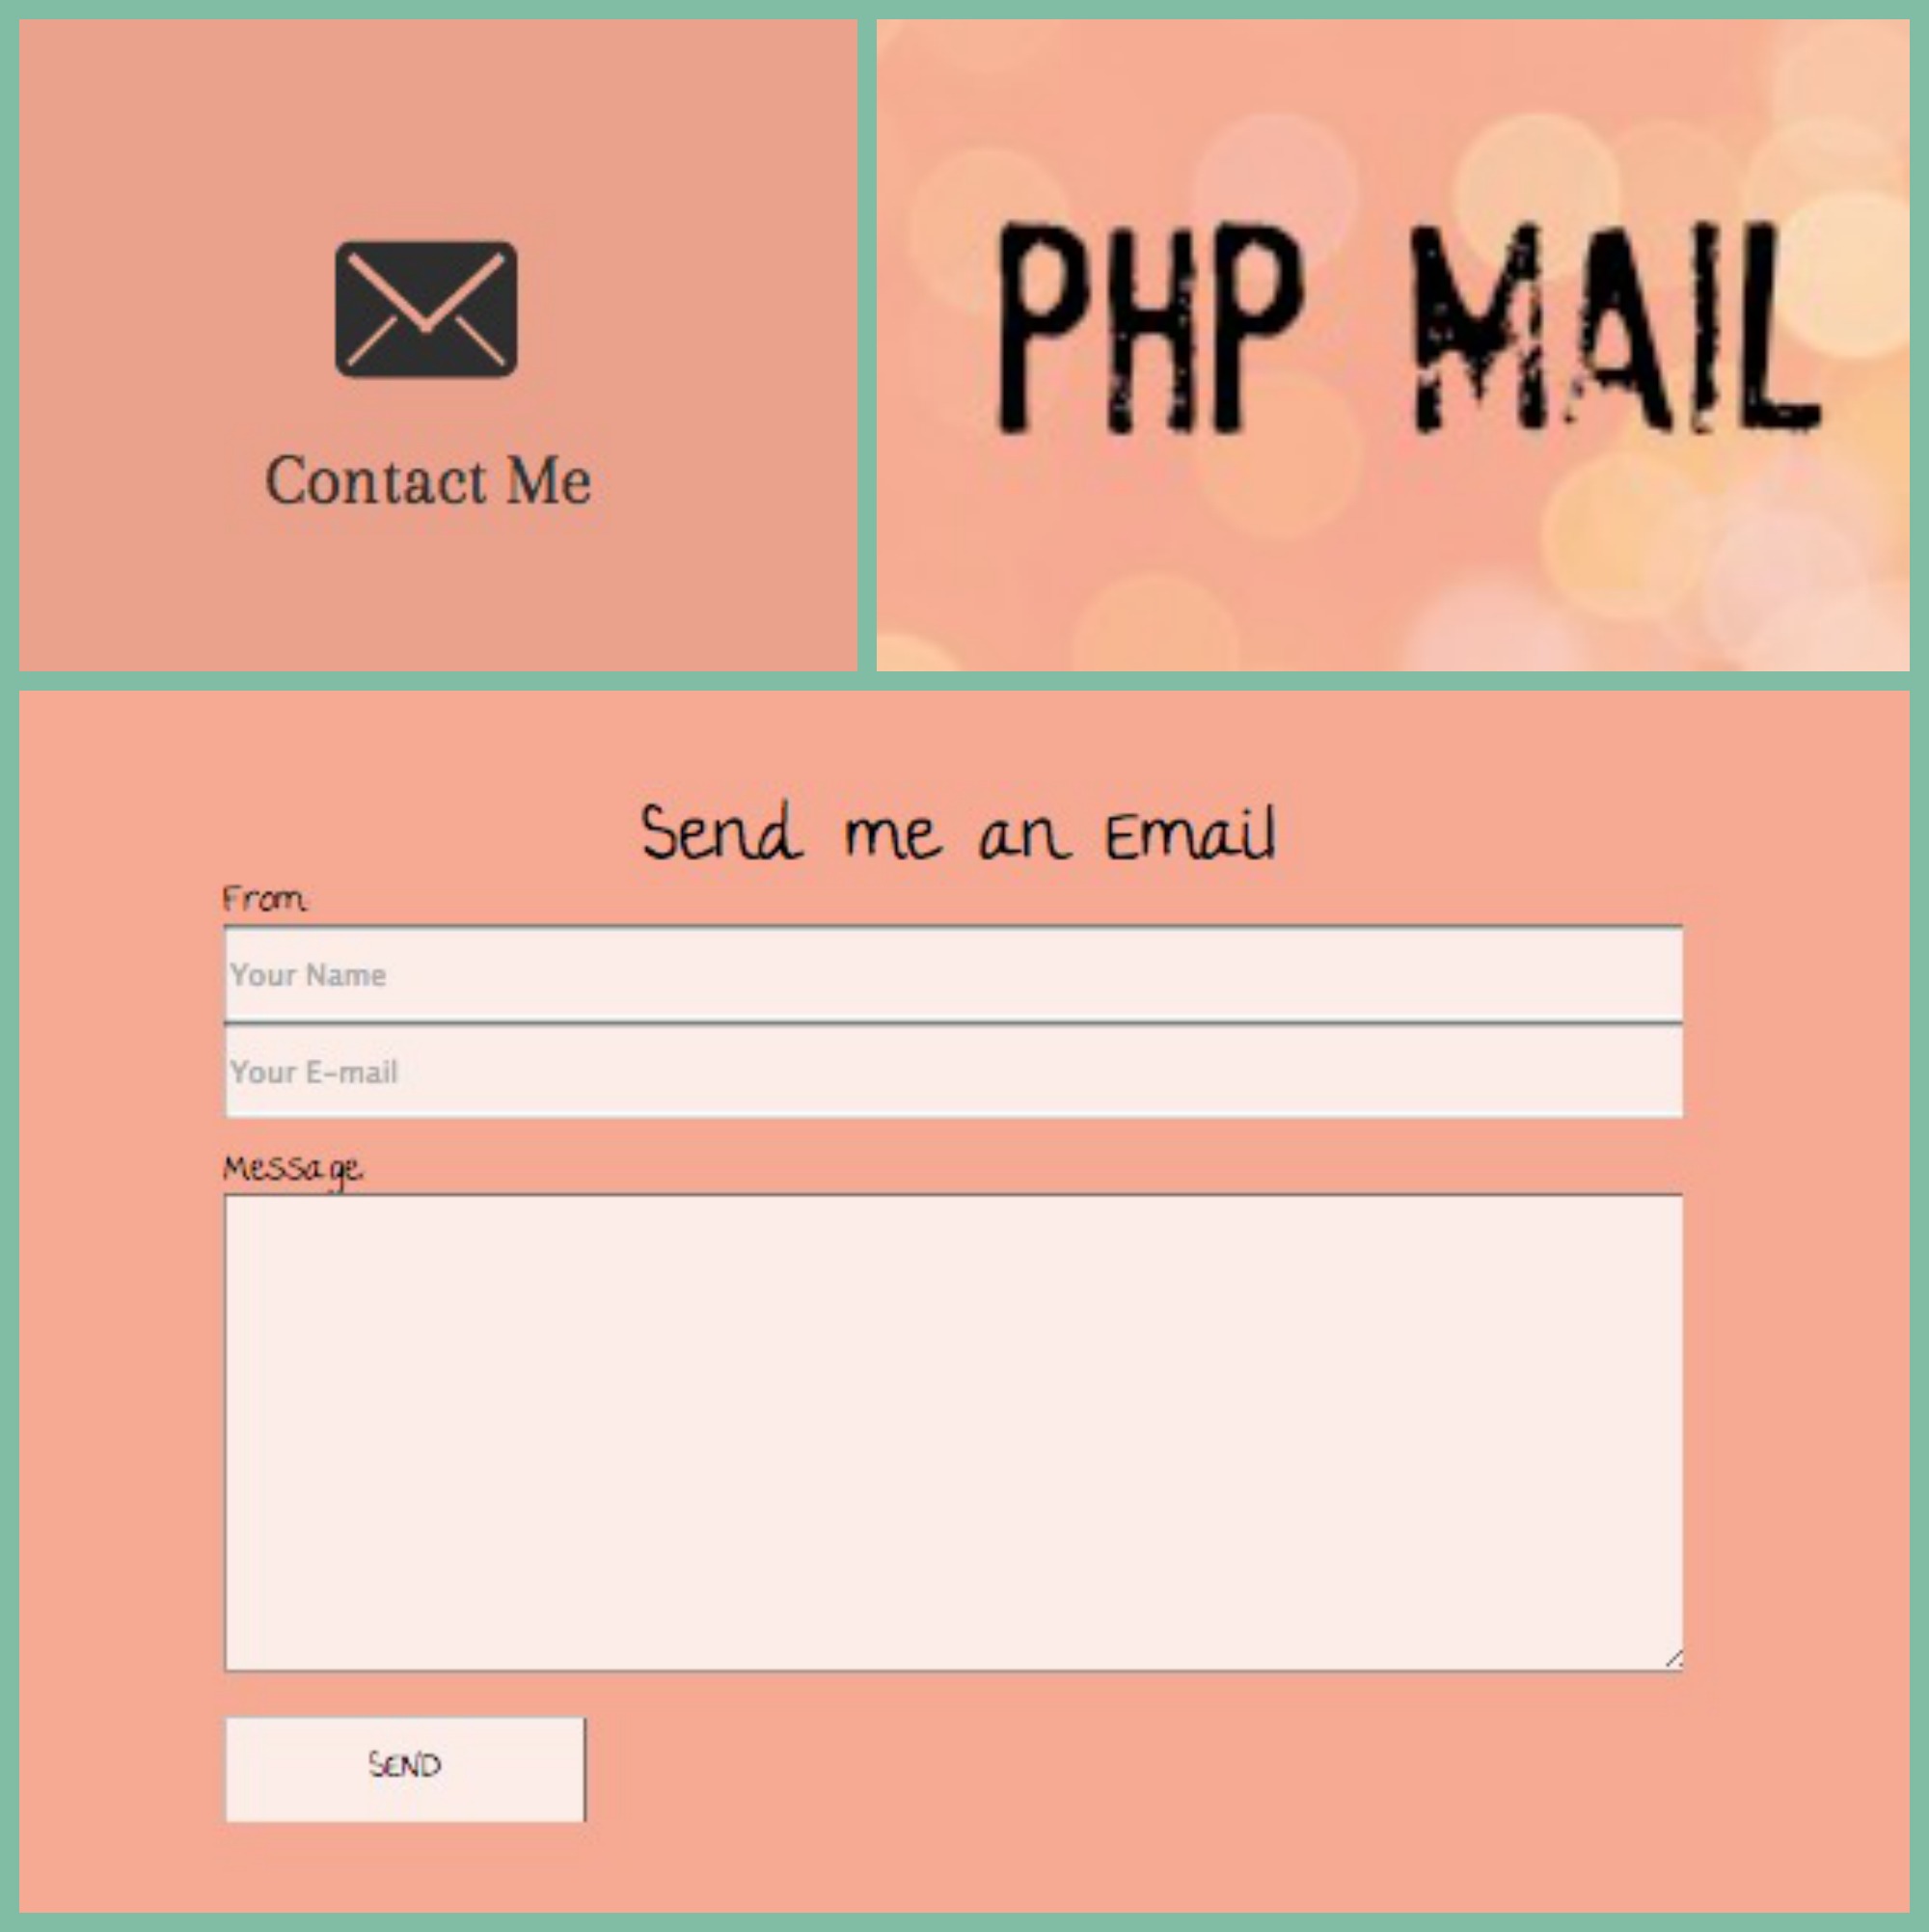 Contact Me
PHP MAIL
Send me an Email
From
Your Name
Your E-mail
Message
SEND